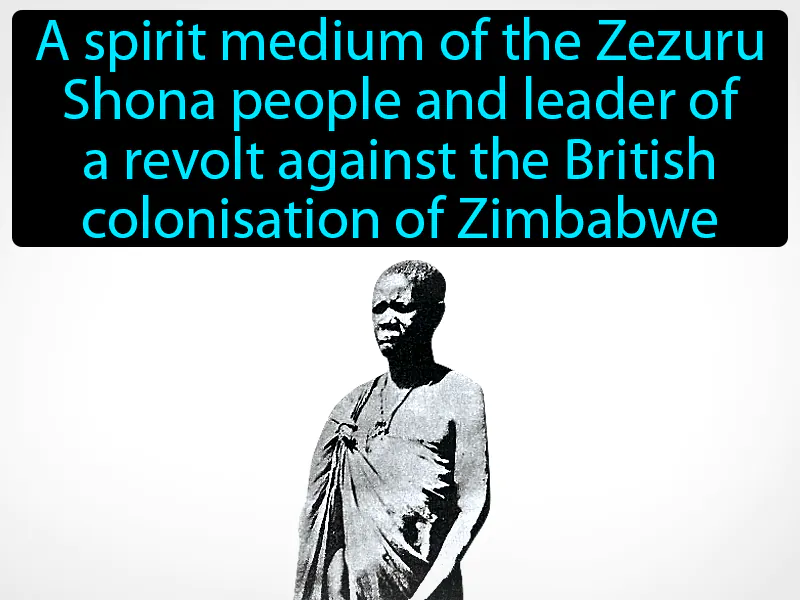 A spirit medium of the Zezuru
Shona people and leader of
a revolt against the British
colonisation of Zimbabwe